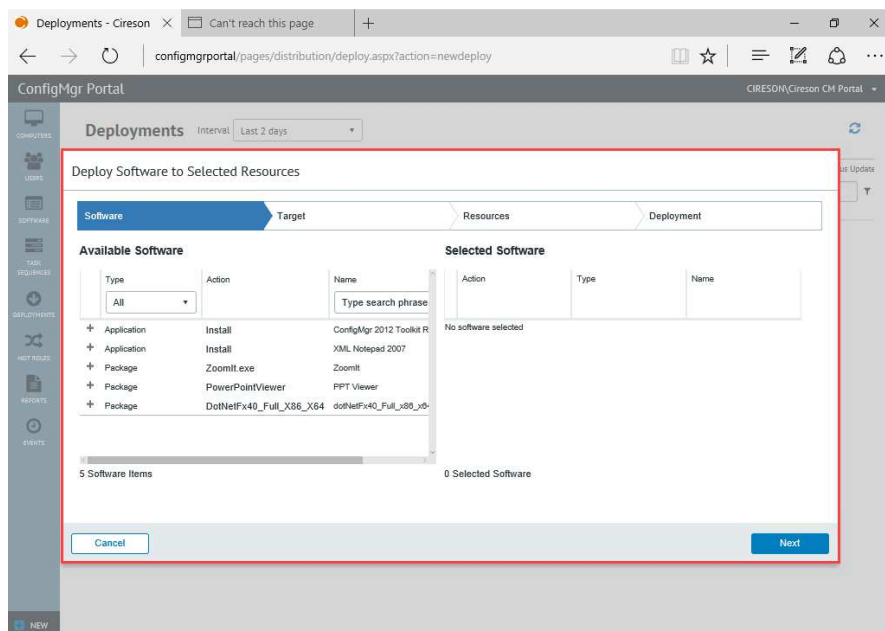 Deployments - Cireson
Can't reach this page
configmgrportal/pages/distribution/deploy.aspx?action=newdeploy
ConfigMgr Portal
CIRESON\Cireson CM Portal
COMPUTERS
USERS
SOFTWARE
TASK SEQUENCES
DEPLOYMENTS
HOT ROLES
REPORTS
EVENTS
NEW
Deployments Interval Last 2 days
us Update
Deploy Software to Selected Resources
Software Target Resources Deployment
Available Software
Type Action Name
All Type search phrase
Application Install ConfigMgr 2012 Toolkit R
Application Install XML Notepad 2007
Package ZoomIt.exe ZoomIt
Package PowerPointViewer PPT Viewer
Package DotNetFx40_Full_X86_X64 dotNetFx40_Full_x86_x6
5 Software Items
Selected Software
Action Type Name
No software selected
0 Selected Software
Cancel
Next